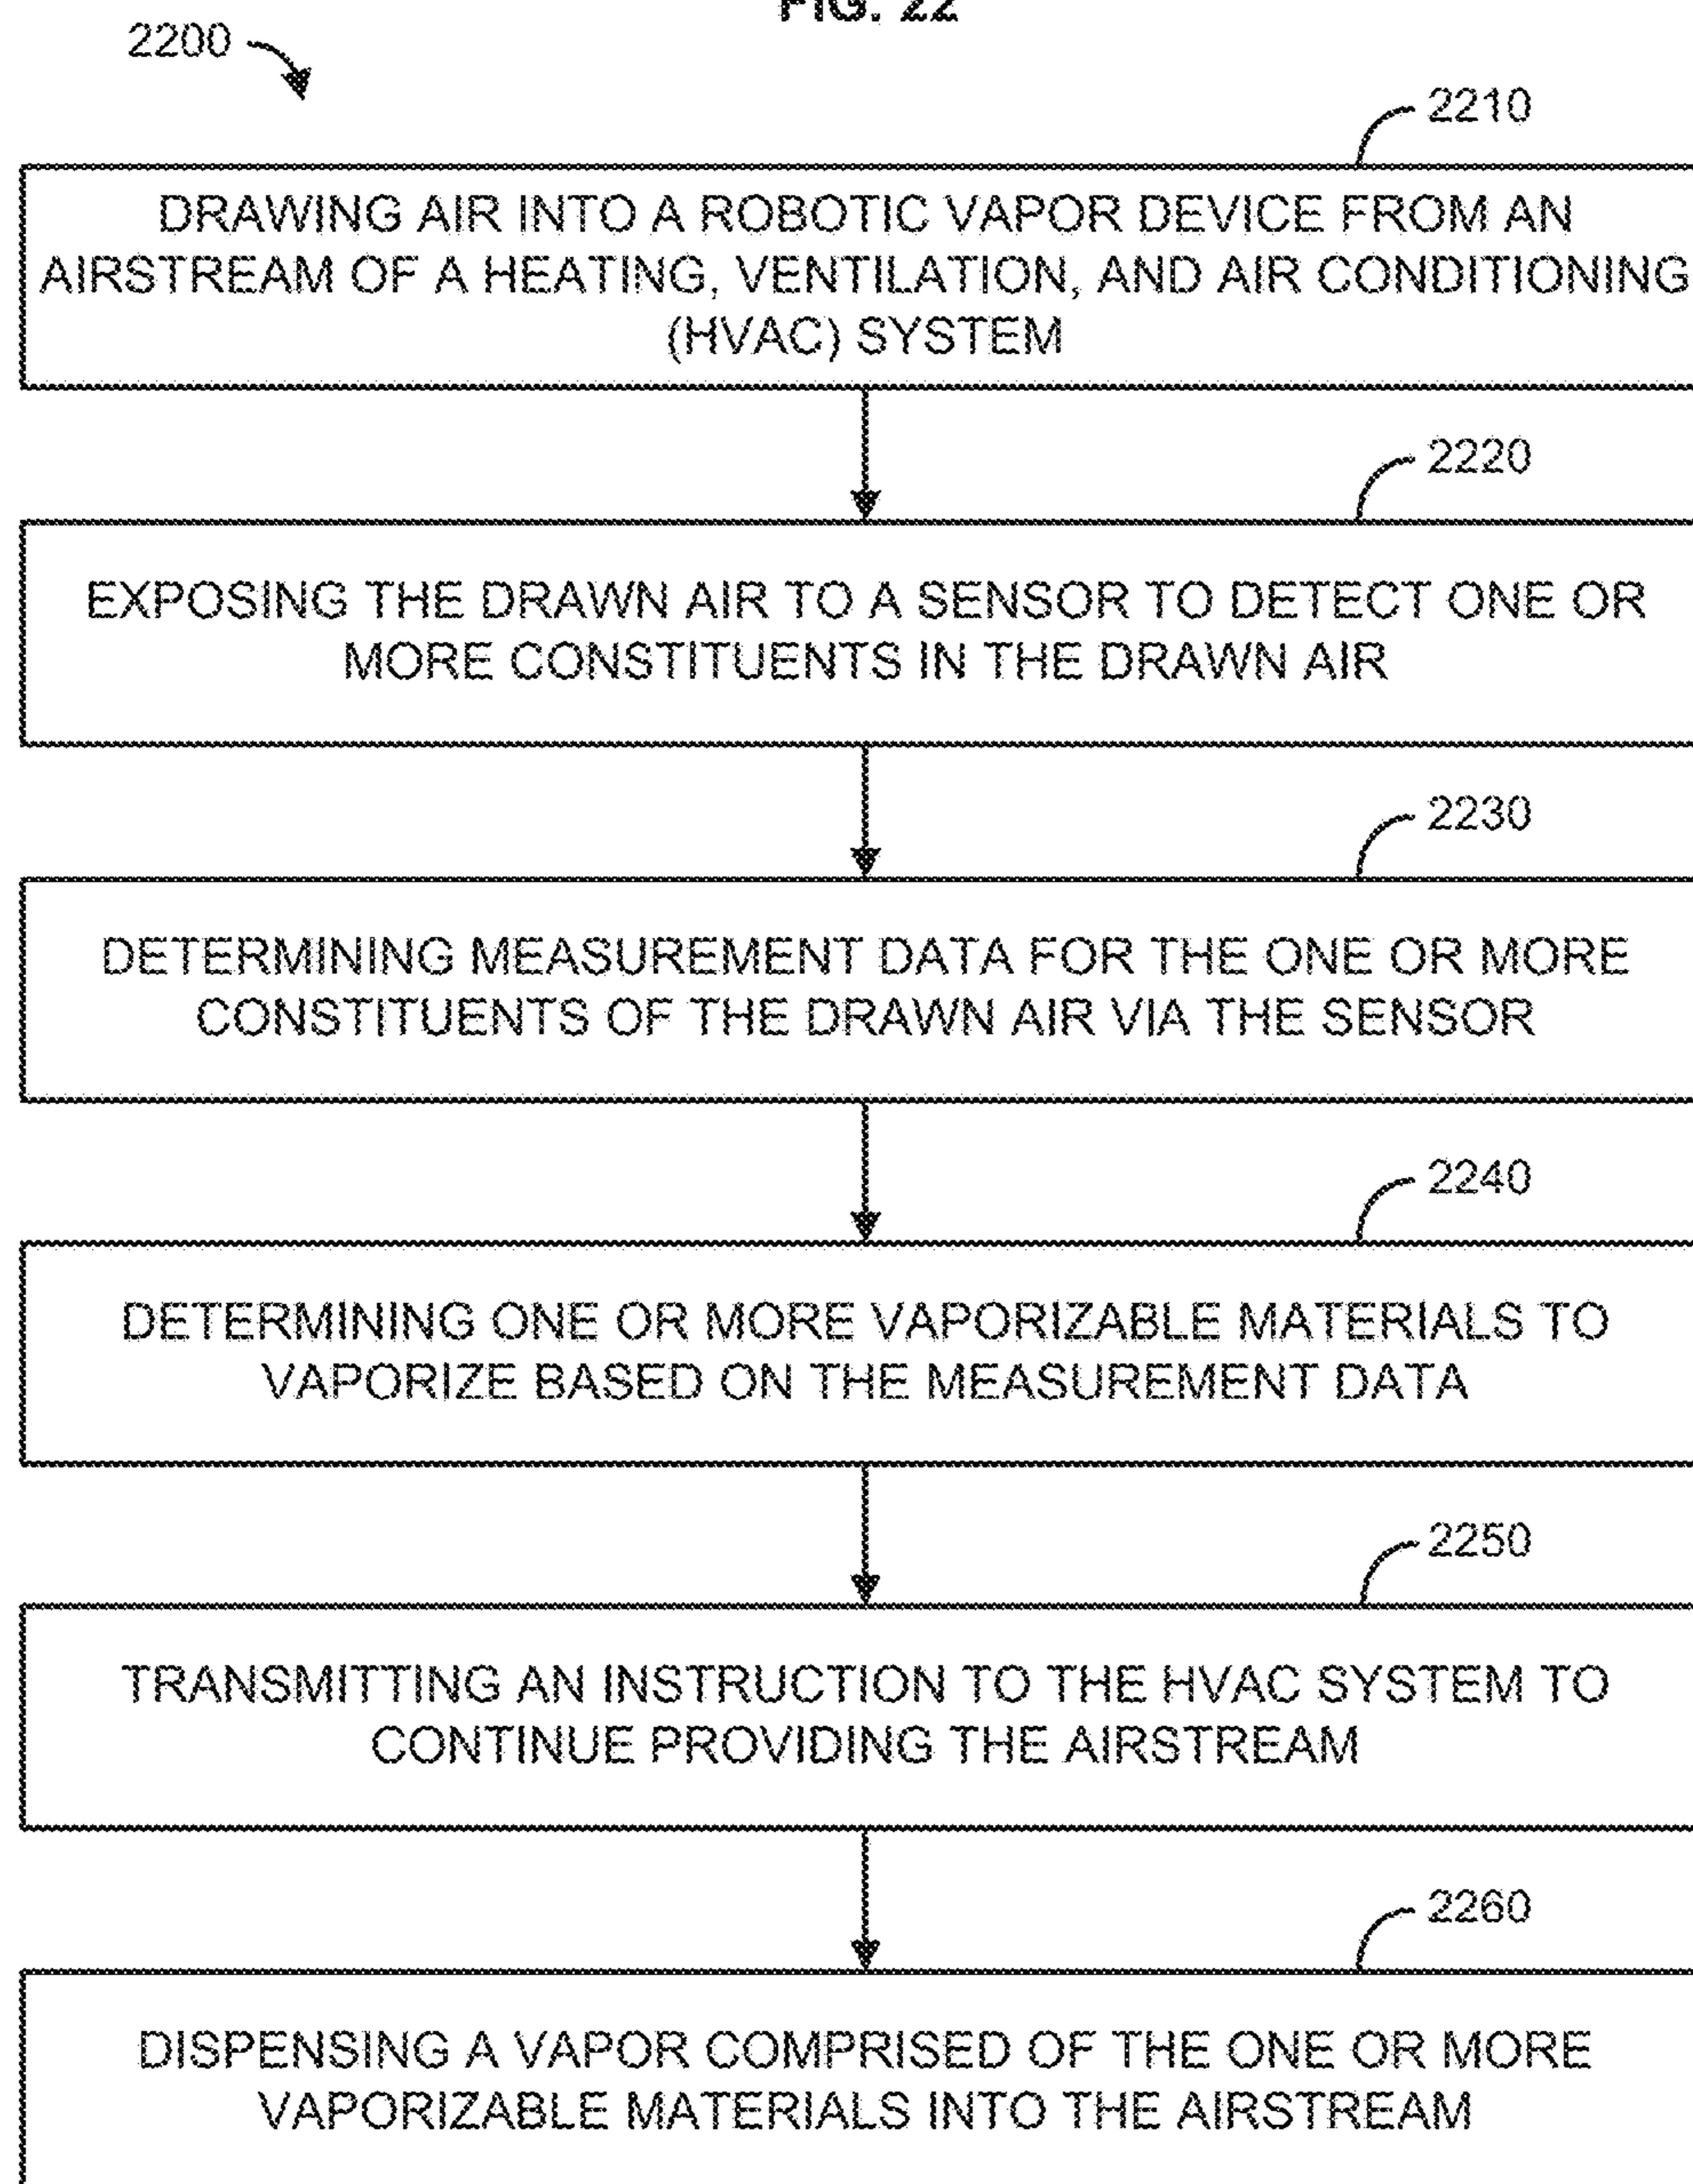 FIG. 22
2200
2210
DRAWING AIR INTO A ROBOTIC VAPOR DEVICE FROM AN
AIRSTREAM OF A HEATING, VENTILATION, AND AIR CONDITIONING
(HVAC) SYSTEM
2220
EXPOSING THE DRAWN AIR TO A SENSOR TO DETECT ONE OR
MORE CONSTITUENTS IN THE DRAWN AIR
2230
DETERMINING MEASUREMENT DATA FOR THE ONE OR MORE
CONSTITUENTS OF THE DRAWN AIR VIA THE SENSOR
2240
DETERMINING ONE OR MORE VAPORIZABLE MATERIALS TO
VAPORIZE BASED ON THE MEASUREMENT DATA
2250
TRANSMITTING AN INSTRUCTION TO THE HVAC SYSTEM TO
CONTINUE PROVIDING THE AIRSTREAM
2260
DISPENSING A VAPOR COMPRISED OF THE ONE OR MORE
VAPORIZABLE MATERIALS INTO THE AIRSTREAM